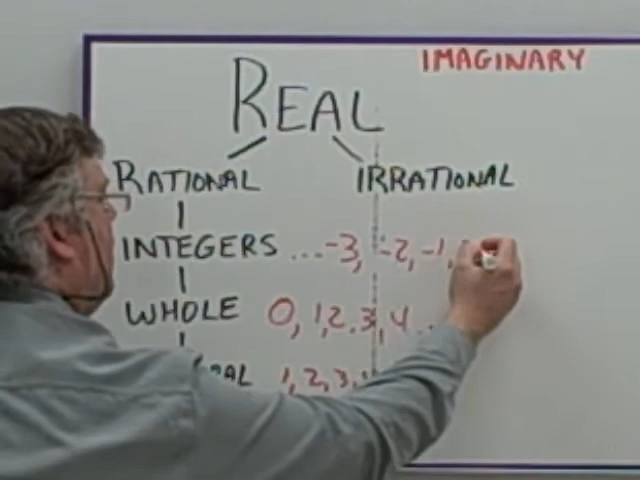 IMAGINARY
REAL
RATIONAL IRRATIONAL
INTEGERS ...-3, -2, -1,
WHOLE 0, 1, 2, 3, 4...
1, 2, 3,